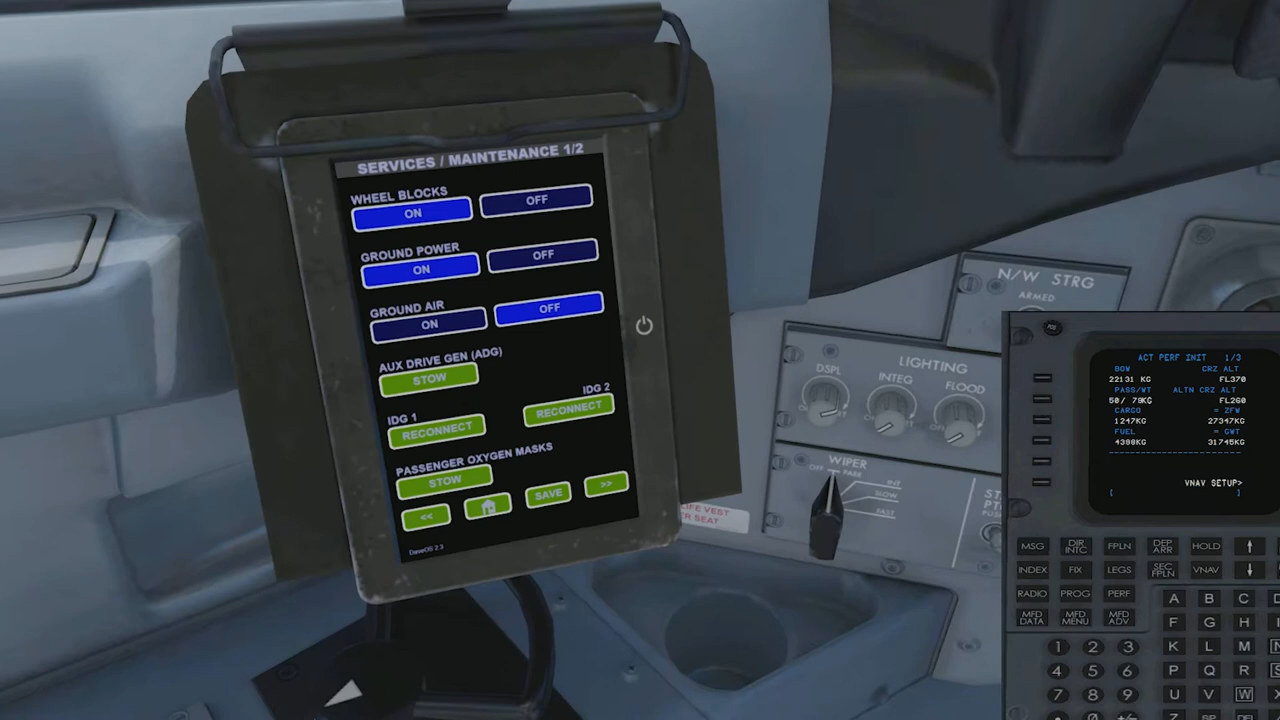 SERVICES / MAINTENANCE 1/2
WHEEL BLOCKS
ON OFF
GROUND POWER
ON OFF
GROUND AIR
ON OFF
AUX DRIVE GEN (ADG)
STOW
IDG 1 IDG 2
RECONNECT RECONNECT
PASSENGER OXYGEN MASKS
STOW
<< SAVE >>
DaveOS 2.3
LIFE VEST
ER SEAT
N/W STRG
ARMED
LIGHTING
DSPL INTEG FLOOD
OFF
WIPER
OFF PARK
INT
SLOW
FAST
ACT PERF INIT 1/3
BOW CRZ ALT
22131 KG FL370
PASS/WT ALTN CRZ ALT
50/ 79KG FL260
CARGO = ZFW
1247KG 27347KG
FUEL = GWT
4398KG 31745KG
--------------------------
VNAV SETUP>
[ ]
MSG DIR INTC FPLN DEP ARR HOLD ↑
INDEX FIX LEGS SEC FPLN VNAV ↓
RADIO PROG PERF A B C
MFD DATA MFD MENU MFD ADV F G H
1 2 3 K L M
4 5 6 P Q R
7 8 9 U V W
Z SP